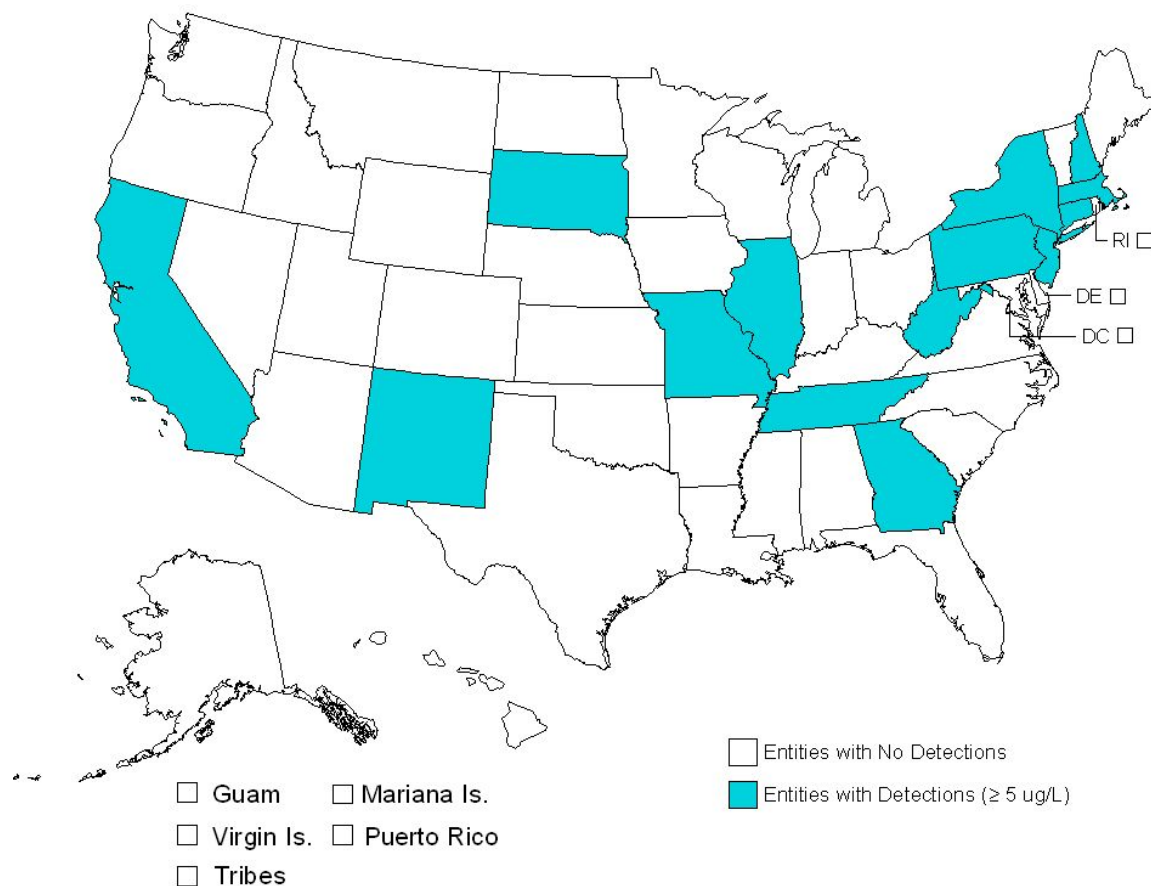 RI
DE
DC
Entities with No Detections
Entities with Detections (≥ 5 ug/L)
Guam
Mariana Is.
Virgin Is.
Puerto Rico
Tribes